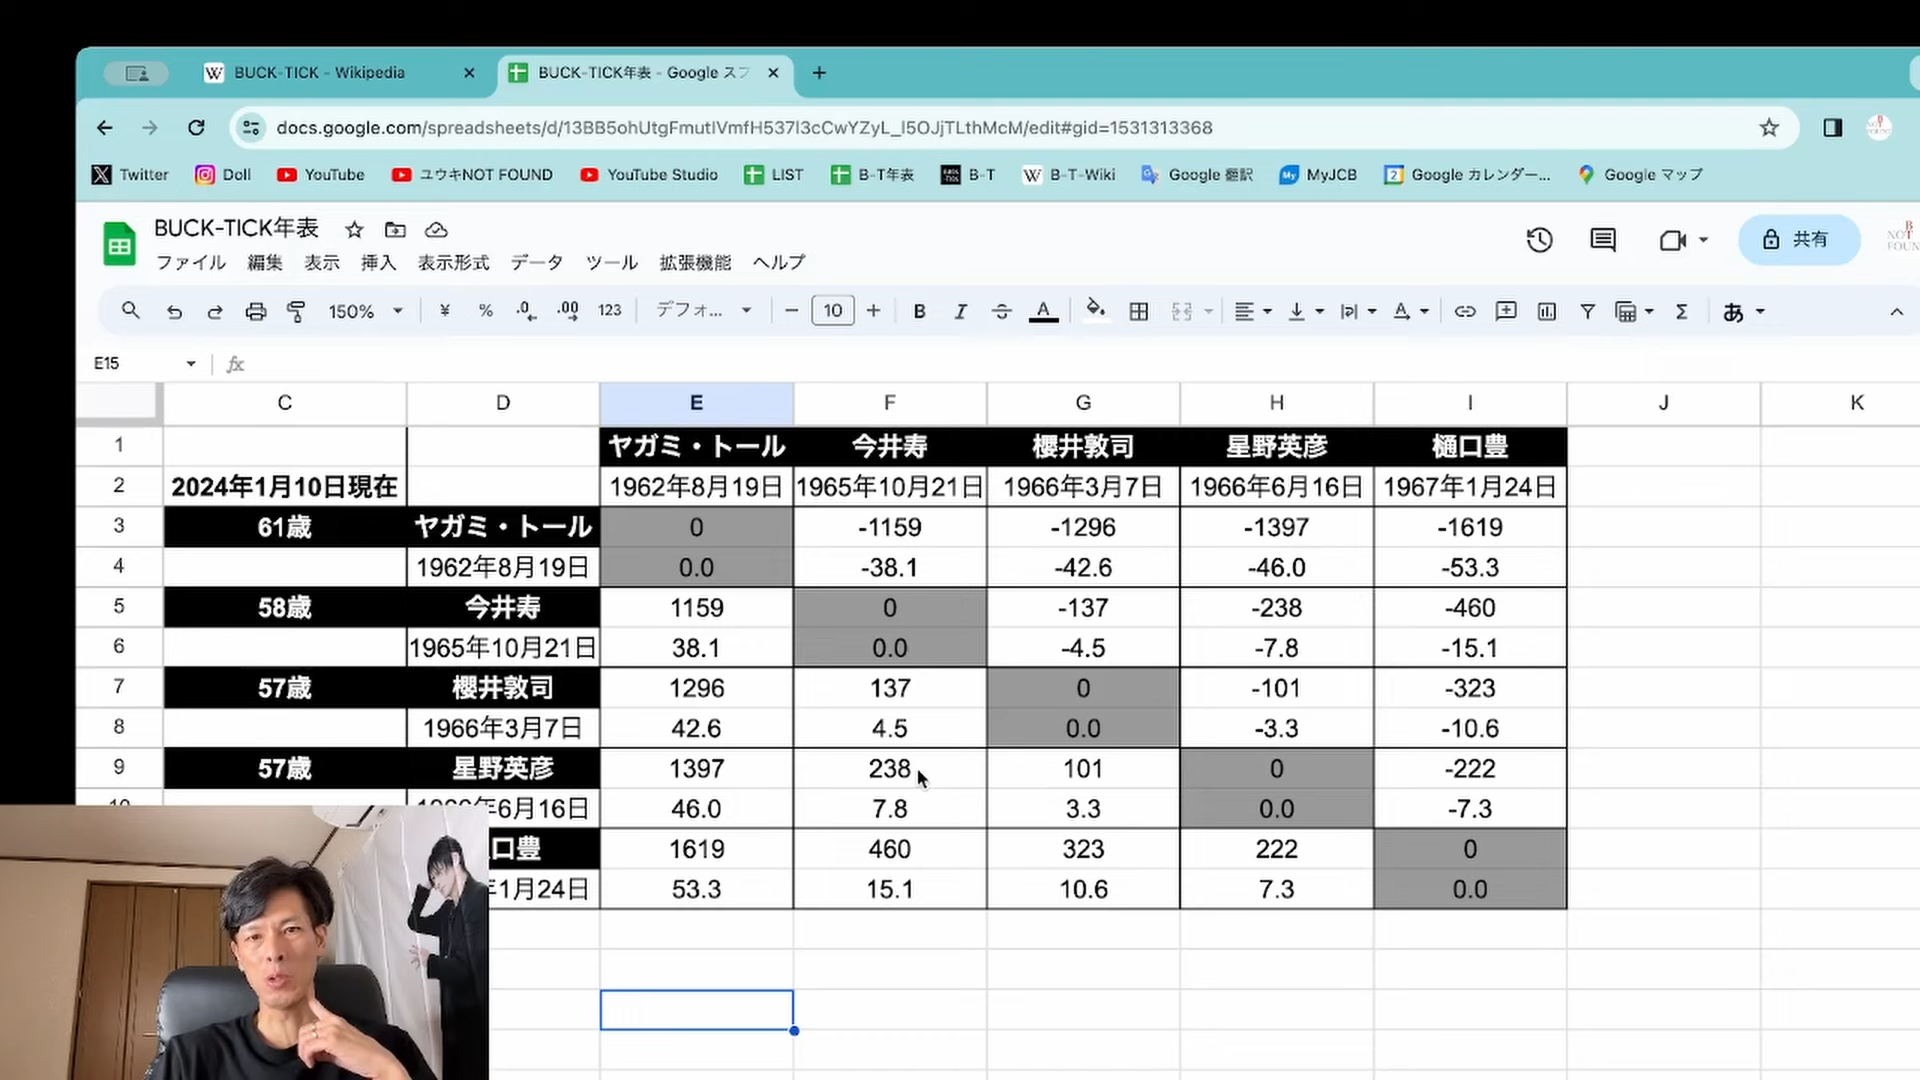 BUCK-TICK - Wikipedia
BUCK-TICK年表 - Google スプ
docs.google.com/spreadsheets/d/13BB5ohUtgFmutIVmfH537I3cCwYZyL_I5OJjTLthMcM/edit#gid=1531313368
Twitter Doll YouTube ユウキNOT FOUND YouTube Studio LIST B-T年表 B-T B-T-Wiki Google 翻訳 MyJCB Google カレンダー... Google マップ
BUCK-TICK年表
共有
ファイル 編集 表示 挿入 表示形式 データ ツール 拡張機能 ヘルプ
150% ¥ % .0 .00 123 デフォ... − 10 + B I S A Σ あ
E15 fx
C D E F G H I J K
1 ヤガミ・トール 今井寿 櫻井敦司 星野英彦 樋口豊
2 2024年1月10日現在 1962年8月19日 1965年10月21日 1966年3月7日 1966年6月16日 1967年1月24日
3 61歳 ヤガミ・トール 0 -1159 -1296 -1397 -1619
4 1962年8月19日 0.0 -38.1 -42.6 -46.0 -53.3
5 58歳 今井寿 1159 0 -137 -238 -460
6 1965年10月21日 38.1 0.0 -4.5 -7.8 -15.1
7 57歳 櫻井敦司 1296 137 0 -101 -323
8 1966年3月7日 42.6 4.5 0.0 -3.3 -10.6
9 57歳 星野英彦 1397 238 101 0 -222
年6月16日 46.0 7.8 3.3 0.0 -7.3
口豊 1619 460 323 222 0
1月24日 53.3 15.1 10.6 7.3 0.0